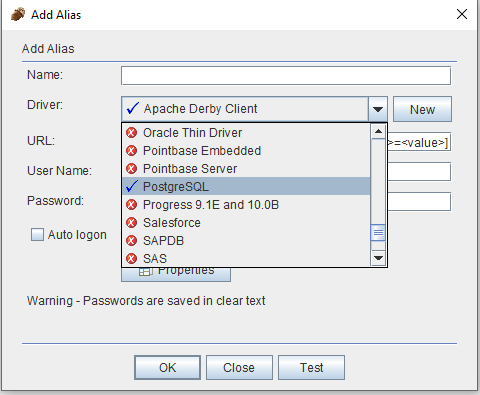 Add Alias
Add Alias
Name:
Driver:
Apache Derby Client
New
Oracle Thin Driver
URL:
>=<value>]
Pointbase Embedded
User Name:
Pointbase Server
PostgreSQL
Password:
Progress 9.1E and 10.0B
Salesforce
Auto logon
SAPDB
SAS
Properties
Warning - Passwords are saved in clear text
OK
Close
Test